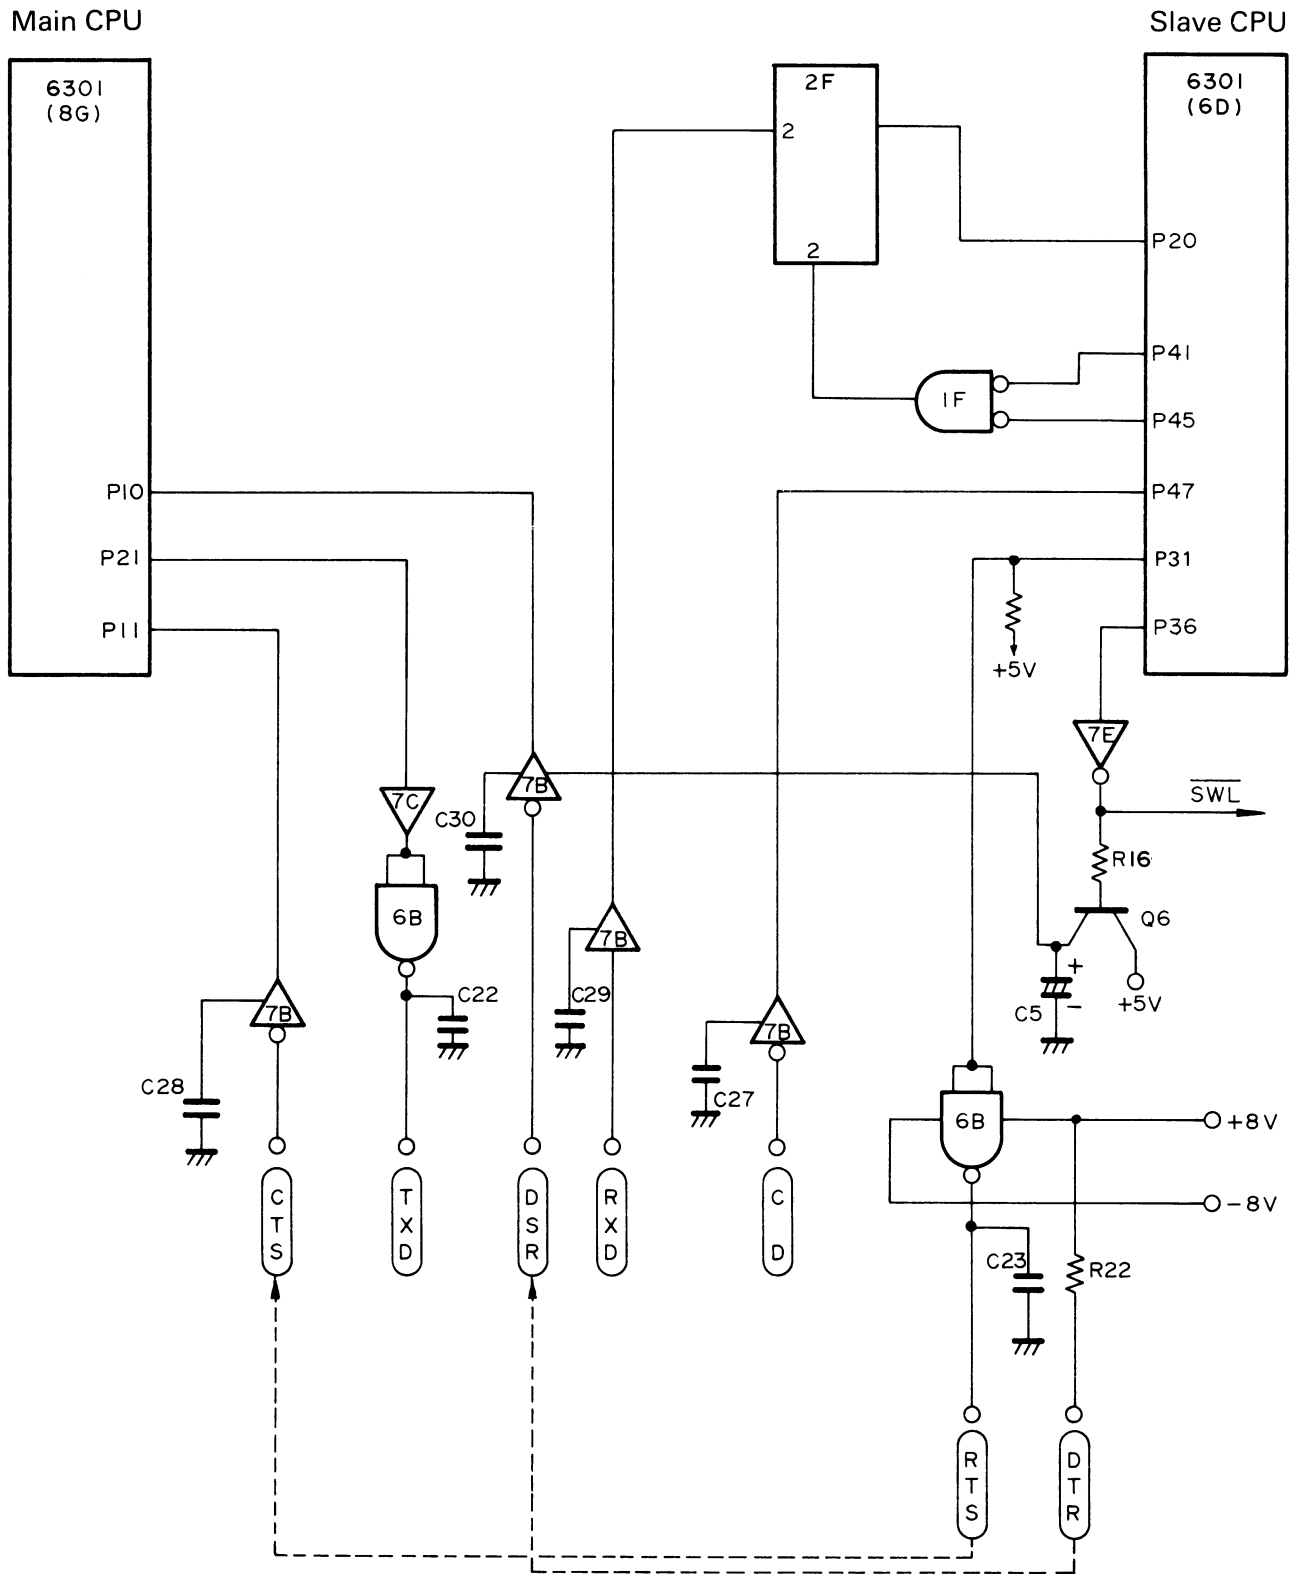 Main CPU
Slave CPU
6301
(8G)
2F
2
2
6301
(6D)
P20
P41
1F
P45
P10
P47
P21
P31
P11
P36
+5V
7E
7B
SWL
7C
C30
R16
6B
7B
Q6
C22
C29
7B
+
C5
-
+5V
7B
C28
C27
6B
+8V
-8V
CTS
TXD
DSR
RXD
CD
C23
R22
RTS
DTR